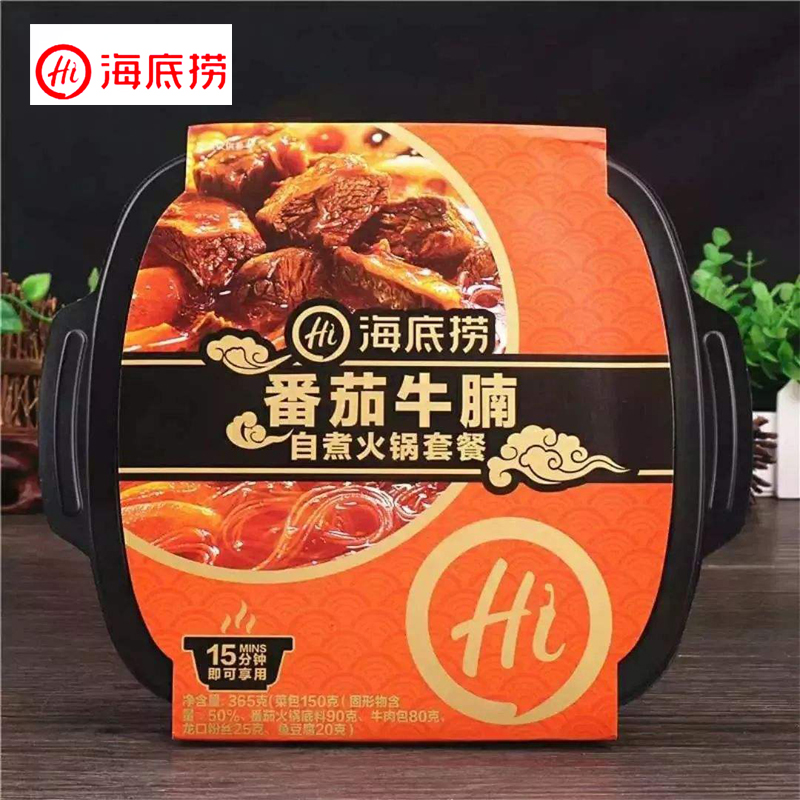 Hi 海底捞
Hi 海底捞
番茄牛腩
自煮火锅套餐
Hi
15 MINS
分钟
即可享用
净含量: 365克(菜包150克(固形物含
量≥50%、番茄火锅底料90克、牛肉包80克、
龙口粉丝25克、鱼豆腐20克)